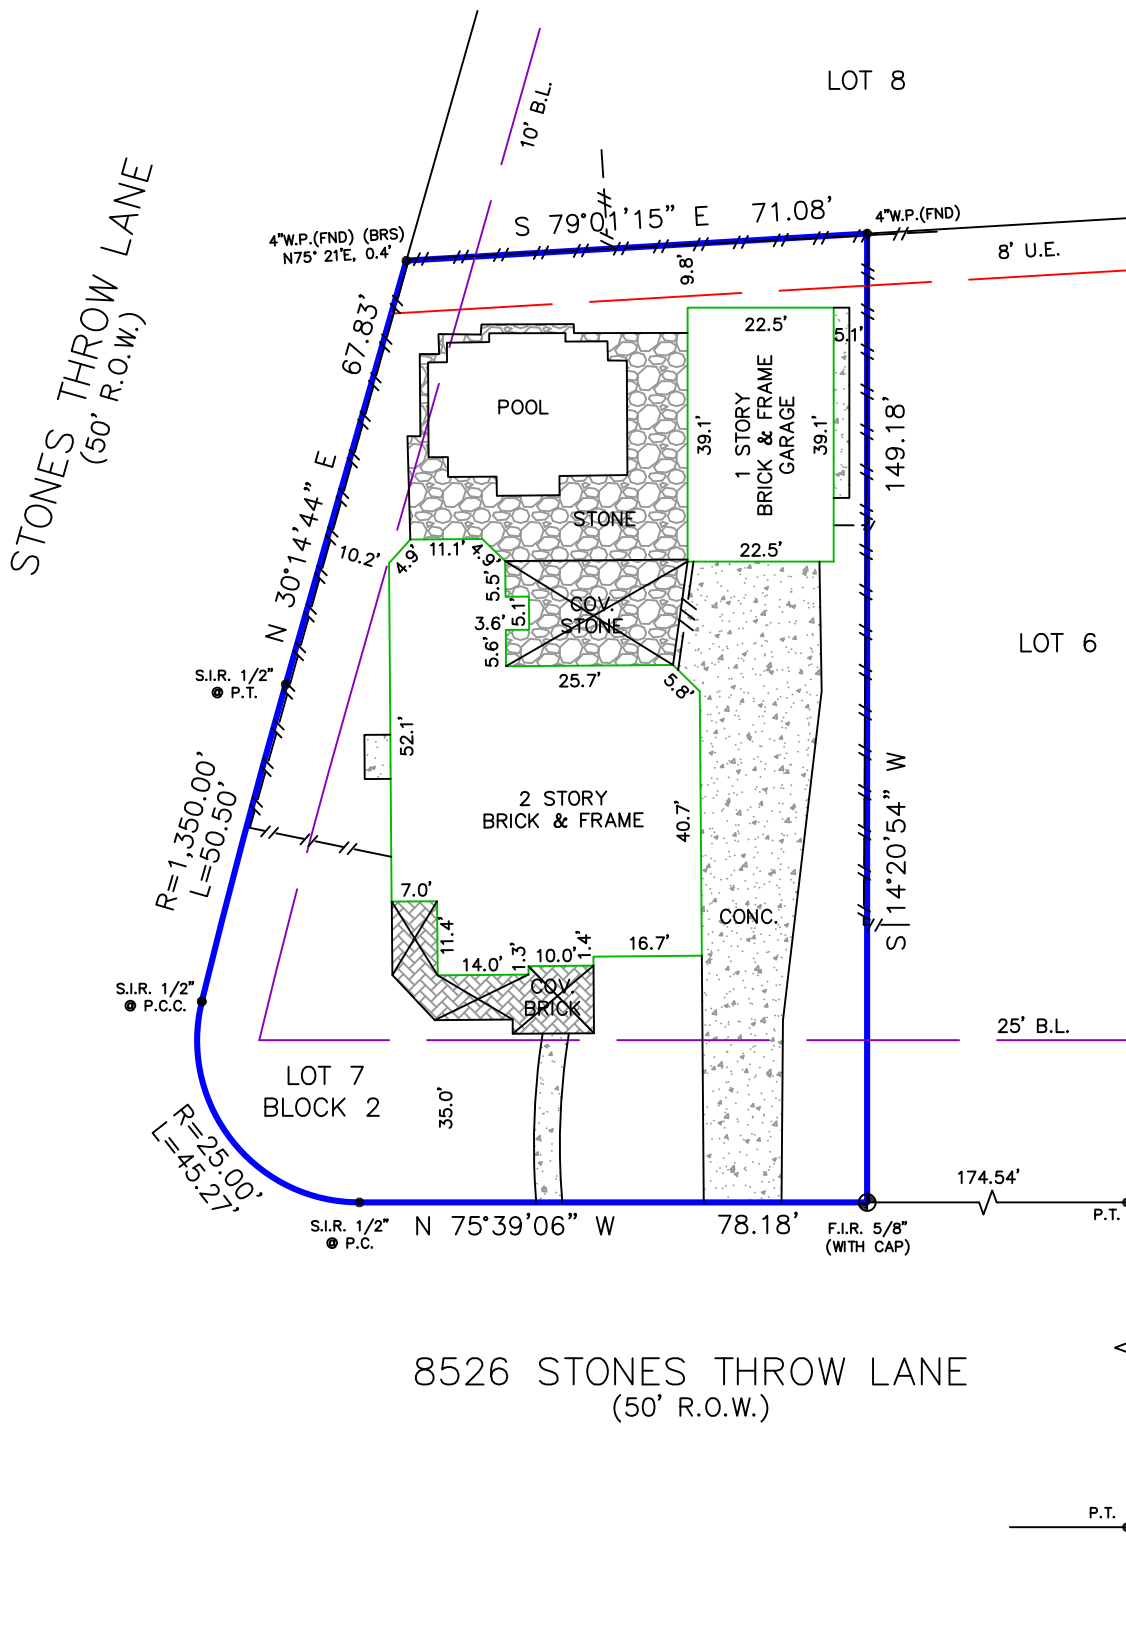 LOT 8
10' B.L.
STONES THROW LANE
(50' R.O.W.)
4"W.P.(FND) (BRS)
N75° 21'E, 0.4'
S 79°01'15" E 71.08'
4"W.P.(FND)
8' U.E.
9.8'
67.83'
22.5'
5.1'
POOL
39.1'
1 STORY
BRICK & FRAME
GARAGE
39.1'
149.18'
STONE
N 30°14'44" E
10.2'
4.9'
11.1'
4.9'
22.5'
5.5'
5.1'
COV.
STONE
3.6'
5.6'
25.7'
5.8'
LOT 6
S.I.R. 1/2"
@ P.T.
52.1'
2 STORY
BRICK & FRAME
40.7'
R=1,350.00'
L=50.50'
S 14°20'54" W
7.0'
11.4'
CONC.
14.0'
1.3'
10.0'
1.4'
16.7'
COV.
BRICK
S.I.R. 1/2"
@ P.C.C.
25' B.L.
LOT 7
BLOCK 2
35.0'
R=25.00'
L=45.27'
174.54'
S.I.R. 1/2"
@ P.C.
N 75°39'06" W 78.18'
F.I.R. 5/8"
(WITH CAP)
P.T.
8526 STONES THROW LANE
(50' R.O.W.)
P.T.